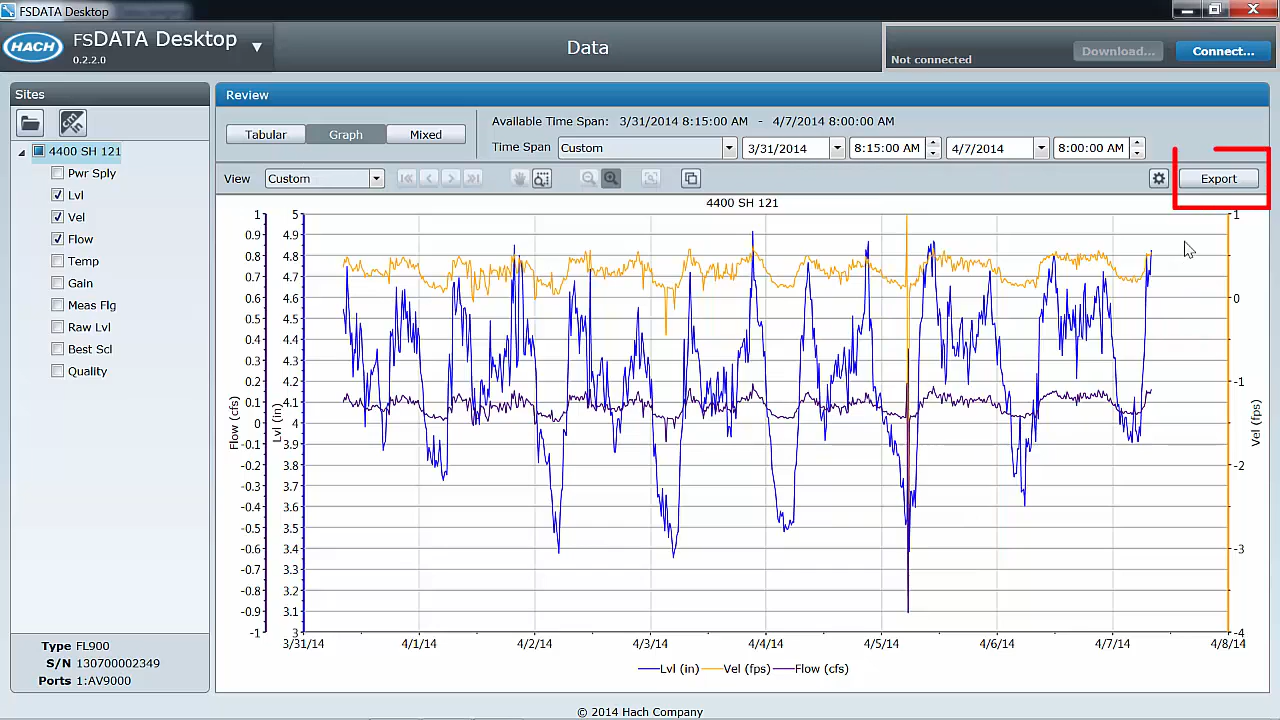 FSDATA Desktop
HACH FSDATA Desktop
0.2.2.0
Data
Not connected
Download... Connect...
Sites
4400 SH 121
Pwr Sply
Lvl
Vel
Flow
Temp
Gain
Meas Flg
Raw Lvl
Best Scl
Quality
Type FL900
S/N 130700002349
Ports 1:AV9000
Review
Tabular Graph Mixed
Available Time Span: 3/31/2014 8:15:00 AM - 4/7/2014 8:00:00 AM
Time Span Custom 3/31/2014 8:15:00 AM 4/7/2014 8:00:00 AM
View Custom Export
4400 SH 121
1 5 1
0.9 4.9
0.8 4.8
0.7 4.7
0.6 4.6 0
0.5 4.5
0.4 4.4
0.3 4.3
0.2 4.2 -1
0.1 4.1
0 4
-0.1 3.9
-0.2 3.8 -2
-0.3 3.7
-0.4 3.6
-0.5 3.5
-0.6 3.4 -3
-0.7 3.3
-0.8 3.2
-0.9 3.1
-1 3 -4
Flow (cfs)
Lvl (in)
Vel (fps)
3/31/14 4/1/14 4/2/14 4/3/14 4/4/14 4/5/14 4/6/14 4/7/14 4/8/14
Lvl (in) Vel (fps) Flow (cfs)
© 2014 Hach Company